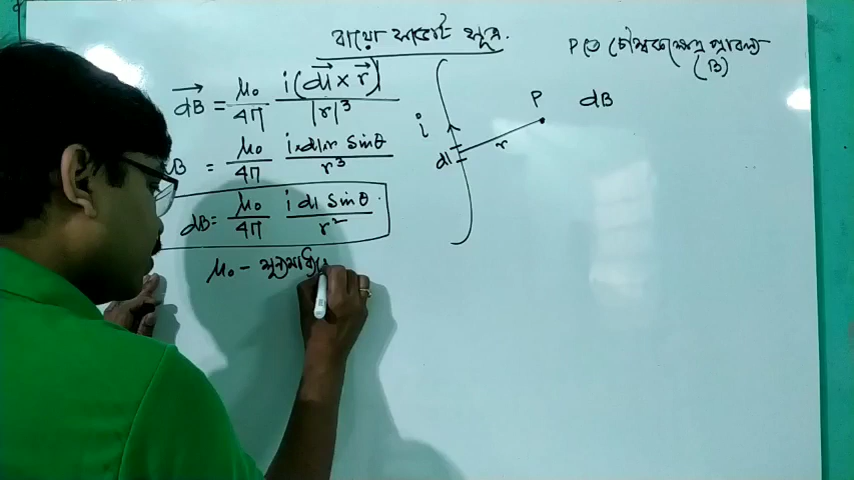 বায়ো সাভার্ট সূত্র.
P তে চৌম্বকক্ষেত্র প্রাবল্য
(B)
dB⃗ = μ₀/4π i(dl⃗ × r⃗)/|r|³
dB = μ₀/4π i.dl.r sinθ/r³
dB = μ₀/4π i dl sinθ/r²
μ₀ -
P dB
i
dl r